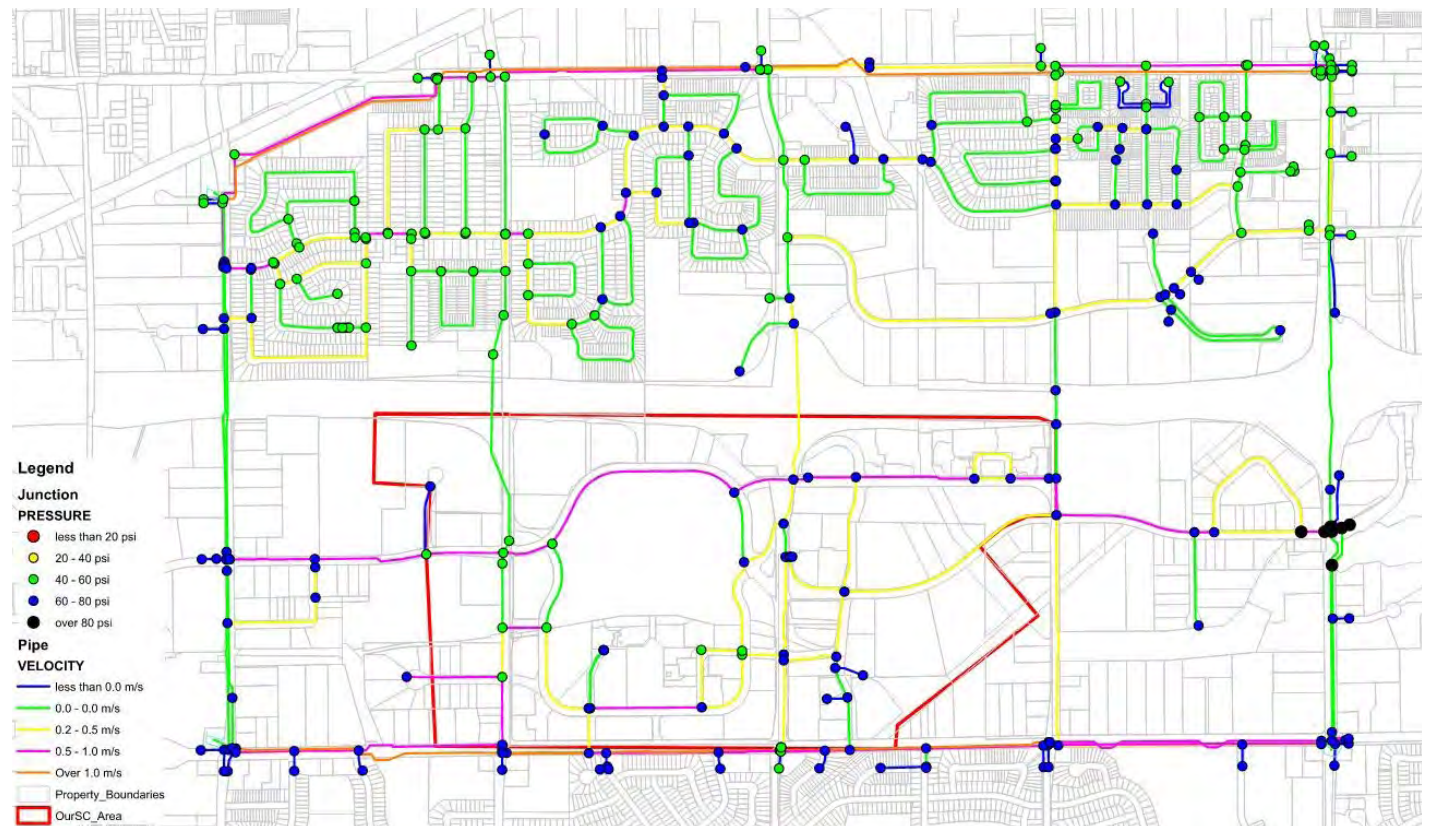 Legend
Junction
PRESSURE
less than 20 psi
20 - 40 psi
40 - 60 psi
60 - 80 psi
over 80 psi
Pipe
VELOCITY
less than 0.0 m/s
0.0 - 0.0 m/s
0.2 - 0.5 m/s
0.5 - 1.0 m/s
Over 1.0 m/s
Property_Boundaries
OurSC_Area